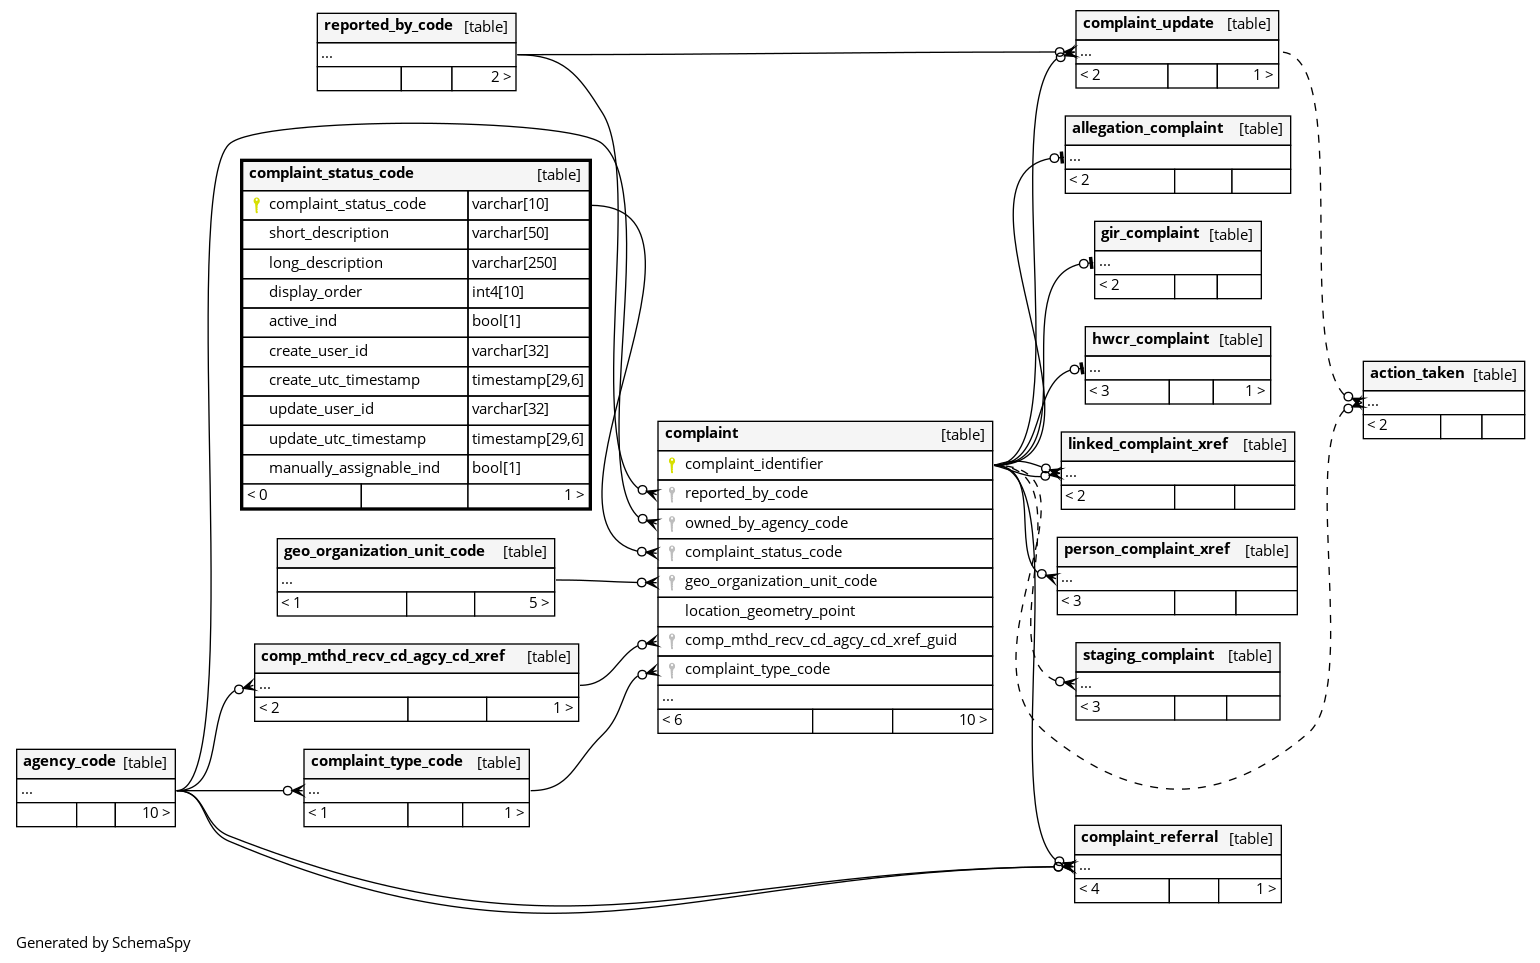 reported_by_code [table]
...
2 >
complaint_status_code [table]
complaint_status_code varchar[10]
short_description varchar[50]
long_description varchar[250]
display_order int4[10]
active_ind bool[1]
create_user_id varchar[32]
create_utc_timestamp timestamp[29,6]
update_user_id varchar[32]
update_utc_timestamp timestamp[29,6]
manually_assignable_ind bool[1]
< 0 1 >
geo_organization_unit_code [table]
...
< 1 5 >
comp_mthd_recv_cd_agcy_cd_xref [table]
...
< 2 1 >
agency_code [table]
...
10 >
complaint_type_code [table]
...
< 1 1 >
complaint [table]
complaint_identifier
reported_by_code
owned_by_agency_code
complaint_status_code
geo_organization_unit_code
location_geometry_point
comp_mthd_recv_cd_agcy_cd_xref_guid
complaint_type_code
...
< 6 10 >
complaint_update [table]
...
< 2 1 >
allegation_complaint [table]
...
< 2
gir_complaint [table]
...
< 2
hwcr_complaint [table]
...
< 3 1 >
linked_complaint_xref [table]
...
< 2
person_complaint_xref [table]
...
< 3
staging_complaint [table]
...
< 3
complaint_referral [table]
...
< 4 1 >
action_taken [table]
...
< 2
Generated by SchemaSpy